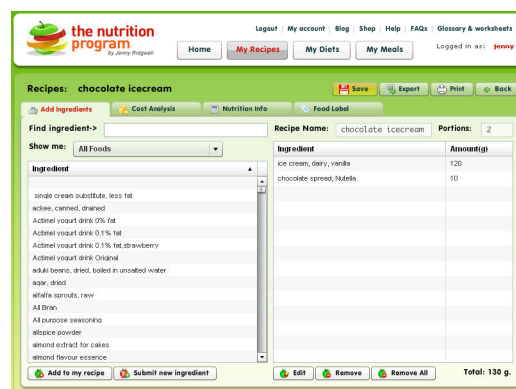 the nutrition
program
by Jenny Ridgwell
Logout | My account | Blog | Shop | Help | FAQs | Glossary & worksheets
Home My Recipes My Diets My Meals
Logged in as: jenny
Recipes: chocolate icecream
Save Export Print Back
Add Ingredients Cost Analysis Nutrition Info Food Label
Find ingredient->
Recipe Name: chocolate icecream Portions: 2
Show me: All Foods
Ingredient
single cream substitute, less fat
ackee, canned, drained
Actimel yogurt drink 0% fat
Actimel yogurt drink 0.1% fat
Actimel yogurt drink 0.1% fat,strawberry
Actimel yogurt drink Original
aduki beans, dried, boiled in unsalted water
agar, dried
alfalfa sprouts, raw
All Bran
All purpose seasoning
allspice powder
almond extract for cakes
almond flavour essence
Ingredient Amount(g)
ice cream, dairy, vanilla 120
chocolate spread, Nutella 10
Add to my recipe Submit new ingredient
Edit Remove Remove All Total: 130 g.